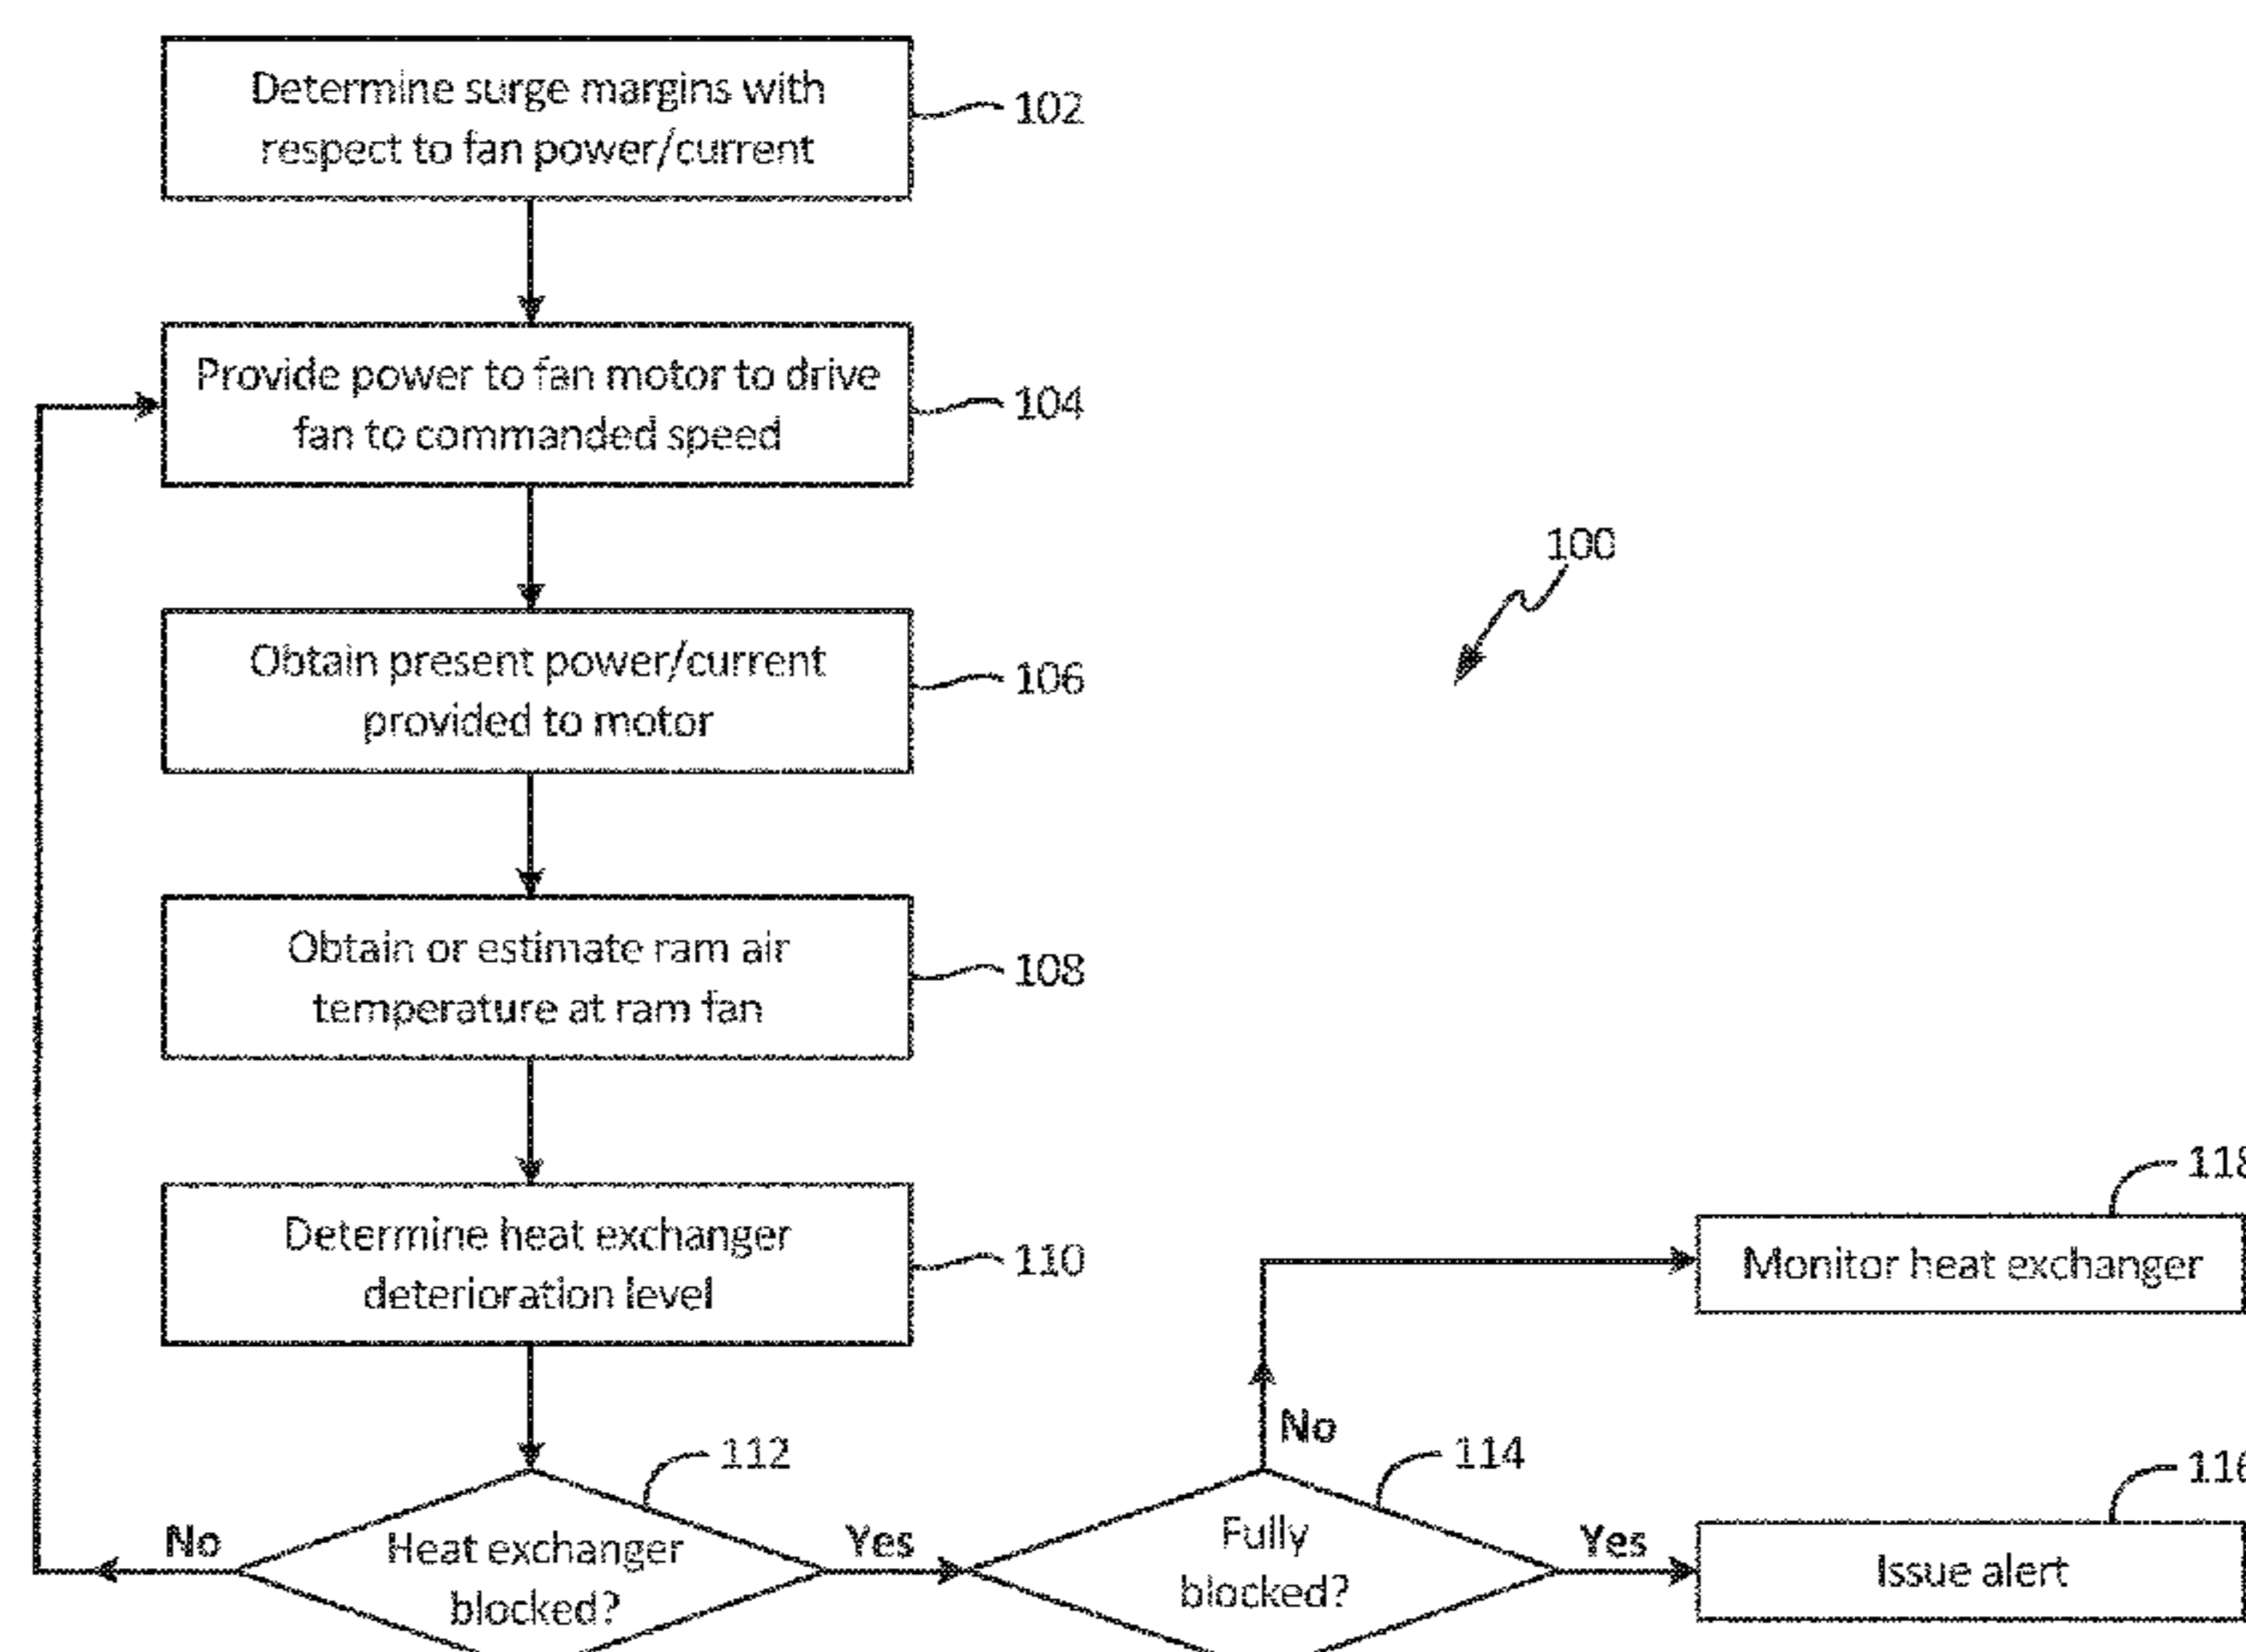 Determine surge margins with
respect to fan power/current
102
Provide power to fan motor to drive
fan to commanded speed
104
100
Obtain present power/current
provided to motor
106
Obtain or estimate ram air
temperature at ram fan
108
Determine heat exchanger
deterioration level
110
118
Monitor heat exchanger
No
112
114
116
No
Heat exchanger
blocked?
Yes
Fully
blocked?
Yes
Issue alert